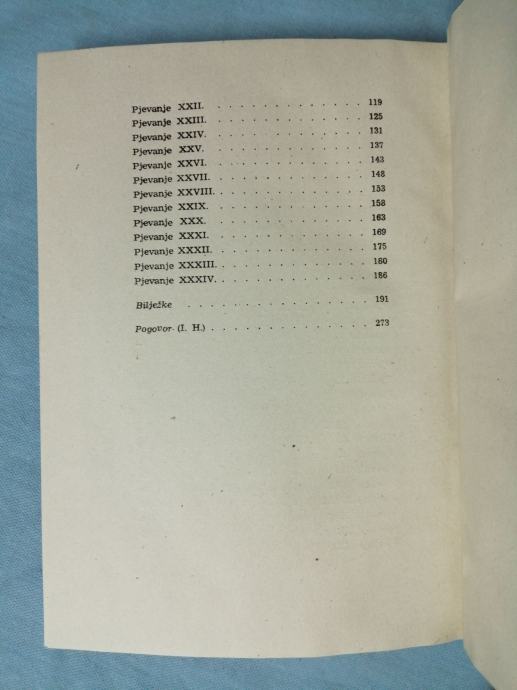 Pjevanje XXII. . . . . . . . . . . . . 119
Pjevanje XXIII. . . . . . . . . . . . . 125
Pjevanje XXIV. . . . . . . . . . . . . 131
Pjevanje XXV. . . . . . . . . . . . . 137
Pjevanje XXVI. . . . . . . . . . . . . 143
Pjevanje XXVII. . . . . . . . . . . . . 148
Pjevanje XXVIII. . . . . . . . . . . . . 153
Pjevanje XXIX. . . . . . . . . . . . . 158
Pjevanje XXX. . . . . . . . . . . . . 163
Pjevanje XXXI. . . . . . . . . . . . . 169
Pjevanje XXXII. . . . . . . . . . . . . 175
Pjevanje XXXIII. . . . . . . . . . . . . 180
Pjevanje XXXIV. . . . . . . . . . . . . 186
Bilježke . . . . . . . . . . . . . . 191
Pogovor (I. H.) . . . . . . . . . . . . 273